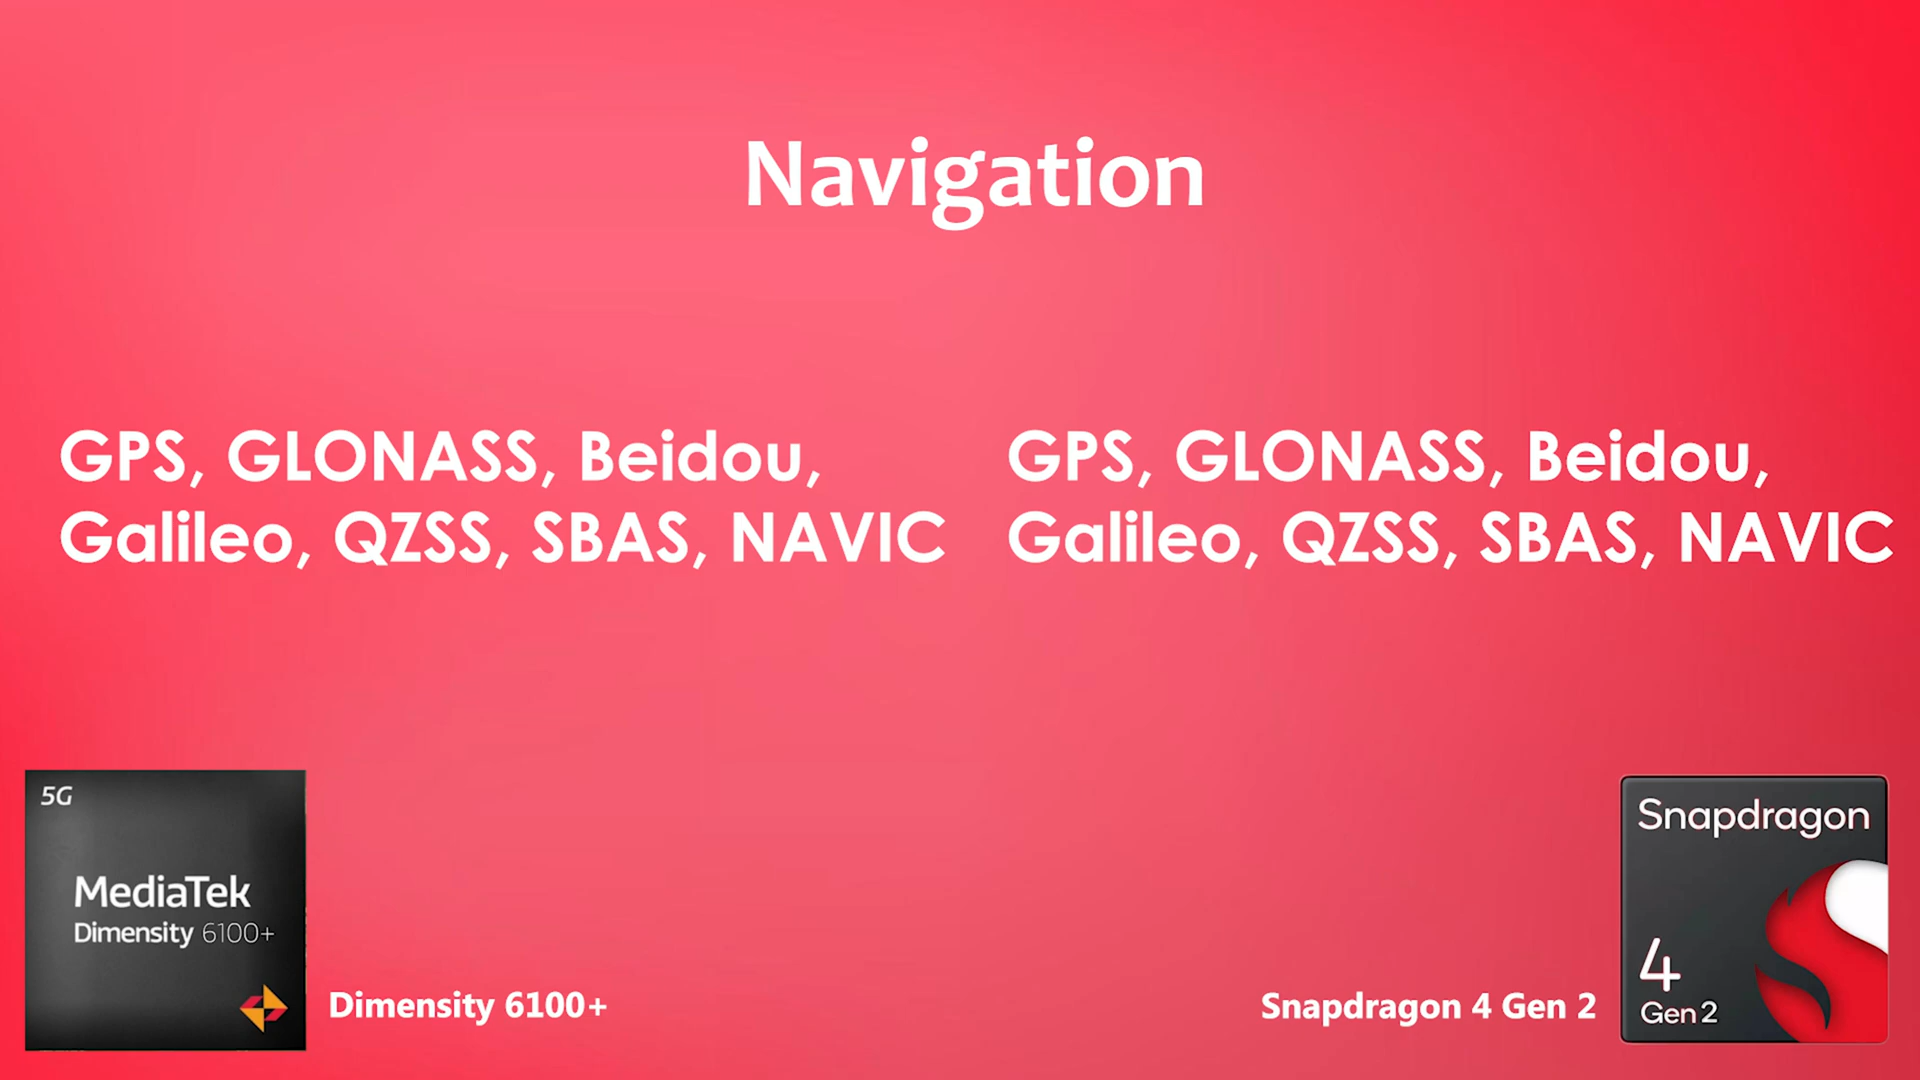 Navigation
GPS, GLONASS, Beidou,
Galileo, QZSS, SBAS, NAVIC
GPS, GLONASS, Beidou,
Galileo, QZSS, SBAS, NAVIC
5G
MediaTek
Dimensity 6100+
Dimensity 6100+
Snapdragon 4 Gen 2
Snapdragon
4
Gen 2